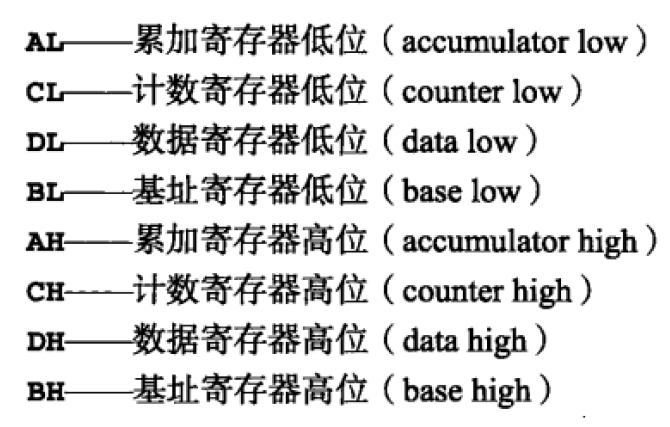 AL——累加寄存器低位（accumulator low）
CL——计数寄存器低位（counter low）
DL——数据寄存器低位（data low）
BL——基址寄存器低位（base low）
AH——累加寄存器高位（accumulator high）
CH——计数寄存器高位（counter high）
DH——数据寄存器高位（data high）
BH——基址寄存器高位（base high）